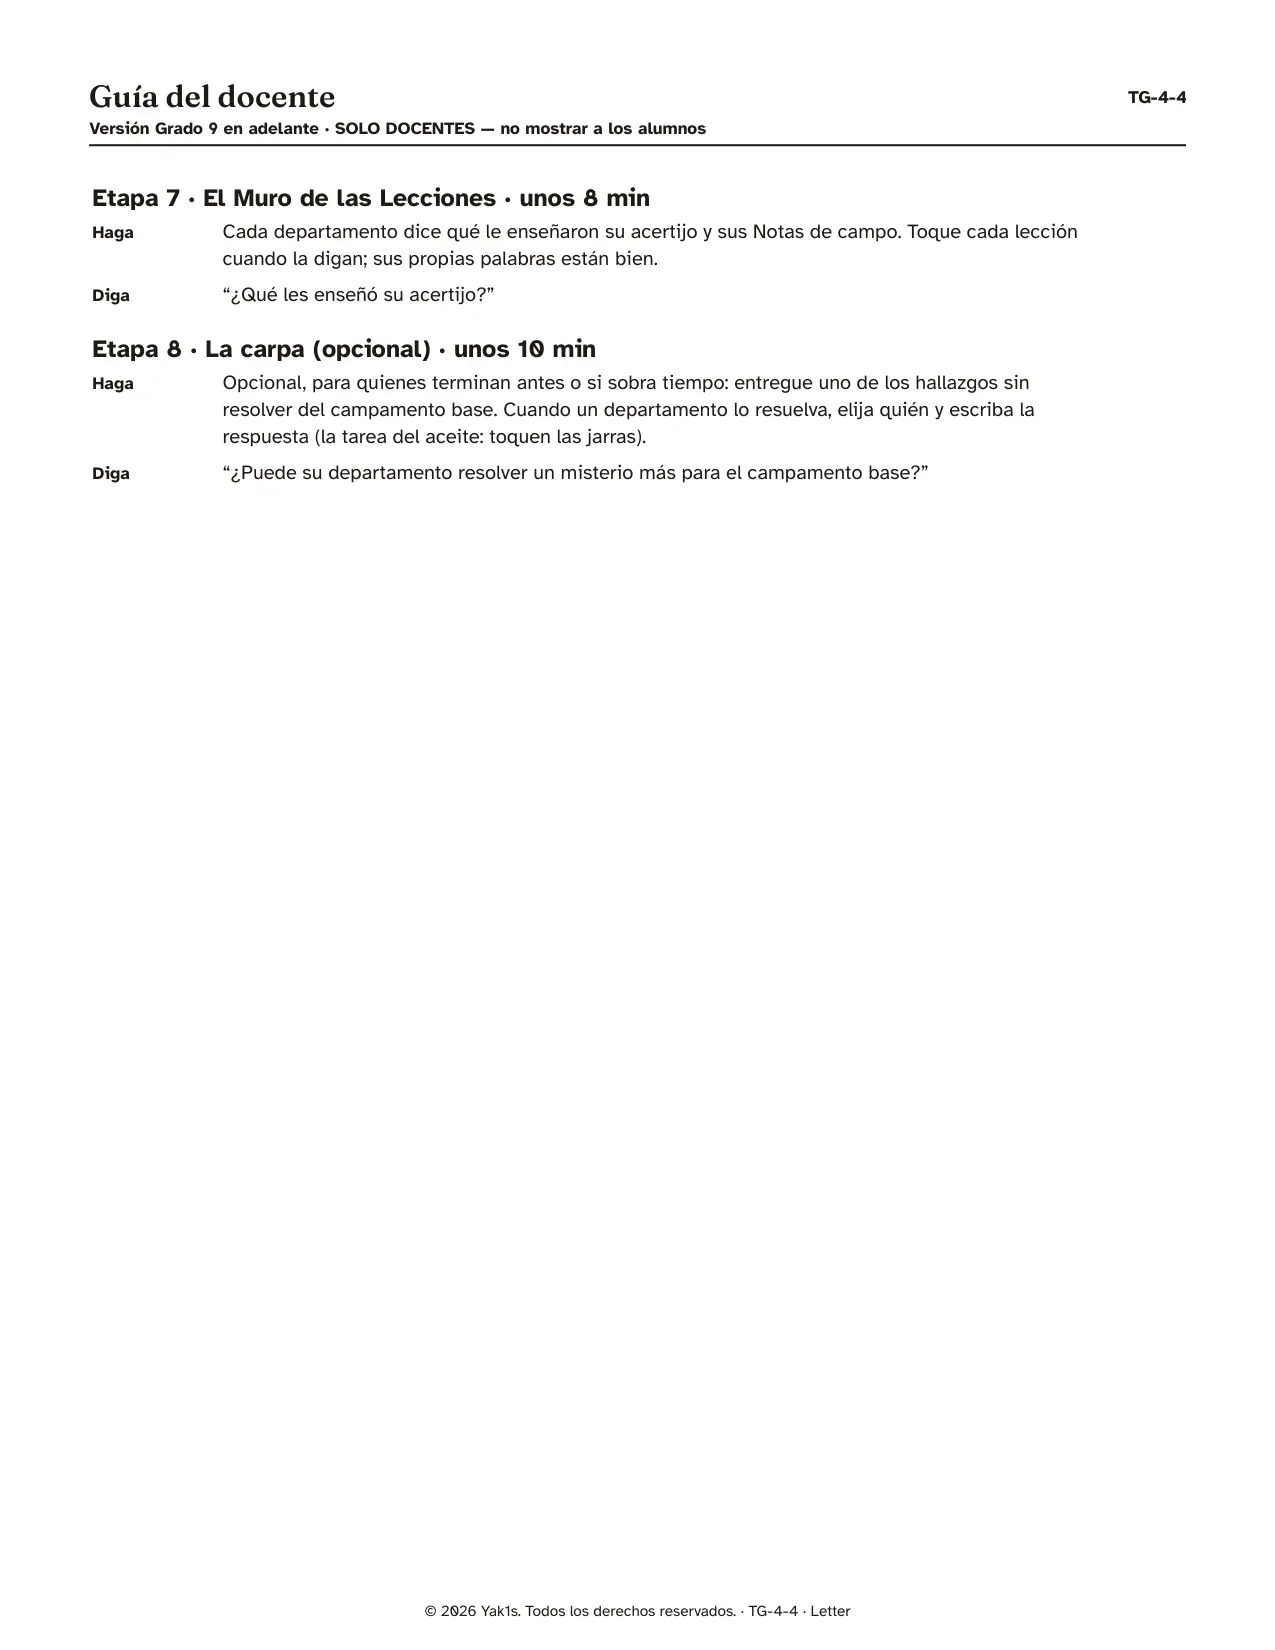 Guía del docente
TG-4-4
Versión Grado 9 en adelante · SOLO DOCENTES — no mostrar a los alumnos
Etapa 7 · El Muro de las Lecciones · unos 8 min
Haga Cada departamento dice qué le enseñaron su acertijo y sus Notas de campo. Toque cada lección
cuando la digan; sus propias palabras están bien.
Diga “¿Qué les enseñó su acertijo?”
Etapa 8 · La carpa (opcional) · unos 10 min
Haga Opcional, para quienes terminan antes o si sobra tiempo: entregue uno de los hallazgos sin
resolver del campamento base. Cuando un departamento lo resuelva, elija quién y escriba la
respuesta (la tarea del aceite: toquen las jarras).
Diga “¿Puede su departamento resolver un misterio más para el campamento base?”
© 2026 Yak1s. Todos los derechos reservados. · TG-4-4 · Letter